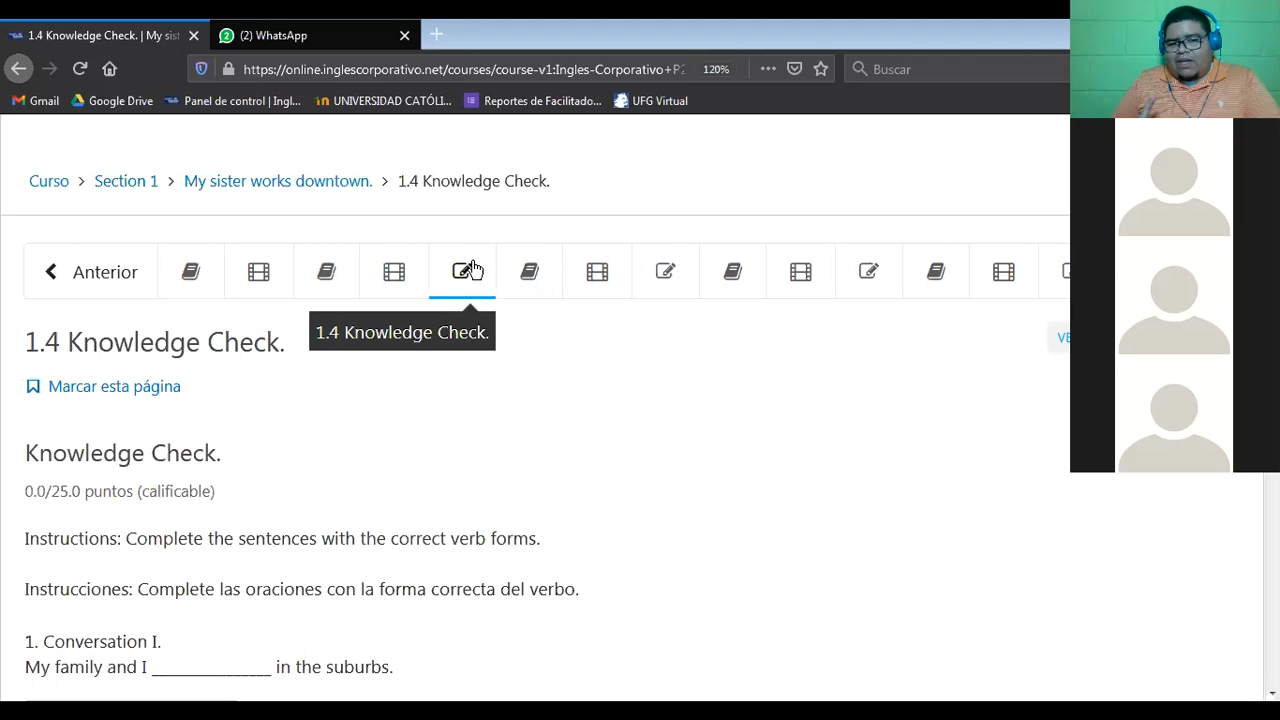 1.4 Knowledge Check. | My sist
(2) WhatsApp
https://online.inglescorporativo.net/courses/course-v1:Ingles-Corporativo+P2
120%
Buscar
Gmail
Google Drive
Panel de control | Ingl...
UNIVERSIDAD CATÓLI...
Reportes de Facilitado...
UFG Virtual
Curso > Section 1 > My sister works downtown. > 1.4 Knowledge Check.
Anterior
1.4 Knowledge Check.
1.4 Knowledge Check.
VE
Marcar esta página
Knowledge Check.
0.0/25.0 puntos (calificable)
Instructions: Complete the sentences with the correct verb forms.
Instrucciones: Complete las oraciones con la forma correcta del verbo.
1. Conversation I.
My family and I ______________ in the suburbs.